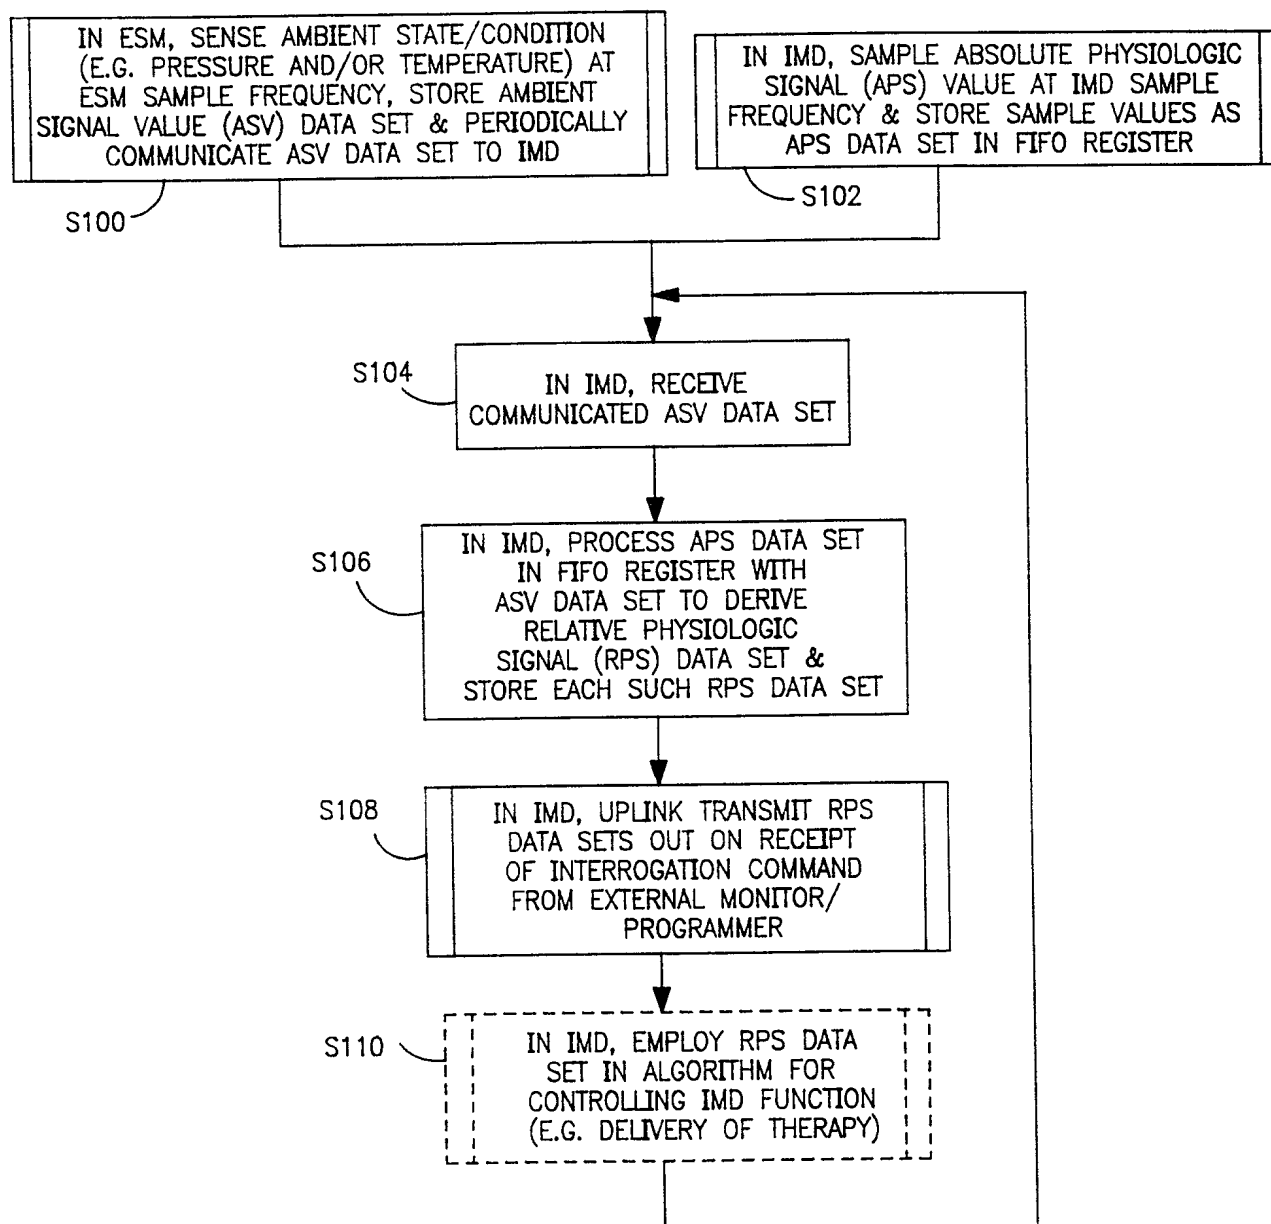 IN ESM, SENSE AMBIENT STATE/CONDITION
(E.G. PRESSURE AND/OR TEMPERATURE) AT
ESM SAMPLE FREQUENCY, STORE AMBIENT
SIGNAL VALUE (ASV) DATA SET & PERIODICALLY
COMMUNICATE ASV DATA SET TO IMD
S100
IN IMD, SAMPLE ABSOLUTE PHYSIOLOGIC
SIGNAL (APS) VALUE AT IMD SAMPLE
FREQUENCY & STORE SAMPLE VALUES AS
APS DATA SET IN FIFO REGISTER
S102
S104
IN IMD, RECEIVE
COMMUNICATED ASV DATA SET
S106
IN IMD, PROCESS APS DATA SET
IN FIFO REGISTER WITH
ASV DATA SET TO DERIVE
RELATIVE PHYSIOLOGIC
SIGNAL (RPS) DATA SET &
STORE EACH SUCH RPS DATA SET
S108
IN IMD, UPLINK TRANSMIT RPS
DATA SETS OUT ON RECEIPT
OF INTERROGATION COMMAND
FROM EXTERNAL MONITOR/
PROGRAMMER
S110
IN IMD, EMPLOY RPS DATA
SET IN ALGORITHM FOR
CONTROLLING IMD FUNCTION
(E.G. DELIVERY OF THERAPY)